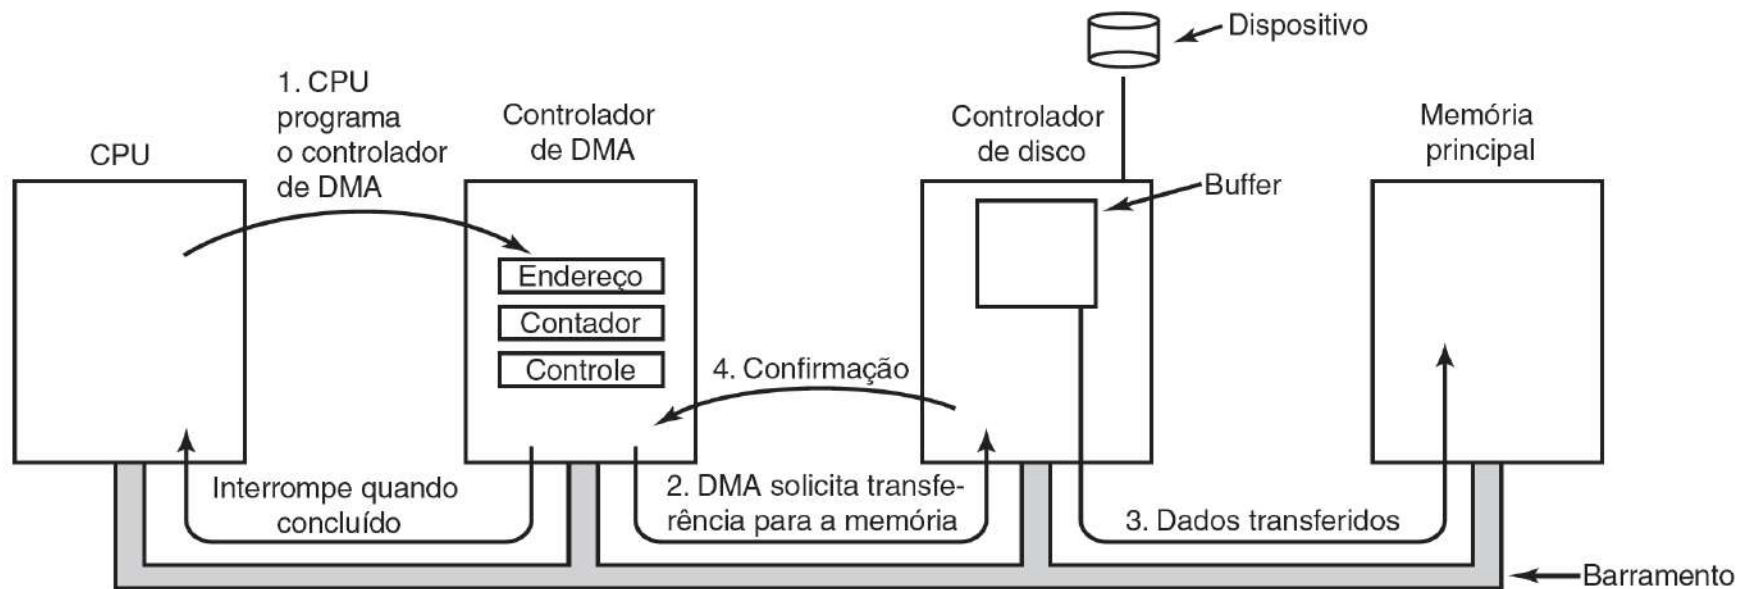 Dispositivo
1. CPU
programa
o controlador
de DMA
CPU
Controlador
de DMA
Controlador
de disco
Memória
principal
Buffer
Endereço
Contador
Controle
4. Confirmação
Interrompe quando
concluído
2. DMA solicita transfe-
rência para a memória
3. Dados transferidos
Barramento